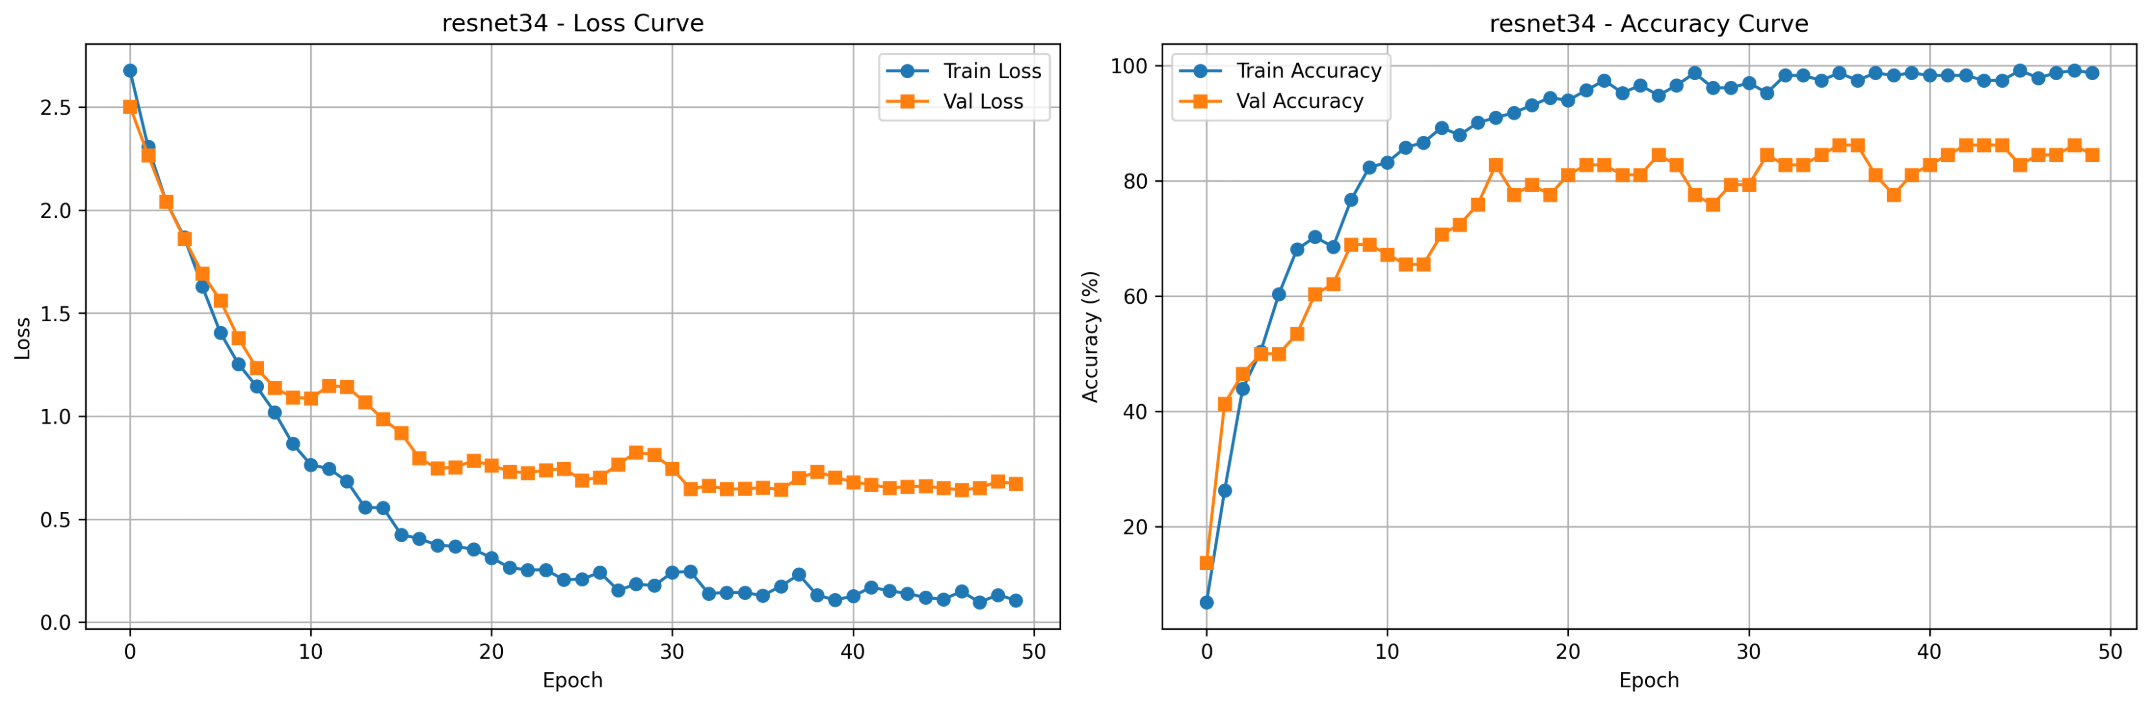 resnet34 - Loss Curve
Train Loss
Val Loss
2.5
2.0
1.5
1.0
0.5
0.0
Loss
0 10 20 30 40 50
Epoch
resnet34 - Accuracy Curve
Train Accuracy
Val Accuracy
100
80
60
40
20
Accuracy (%)
0 10 20 30 40 50
Epoch